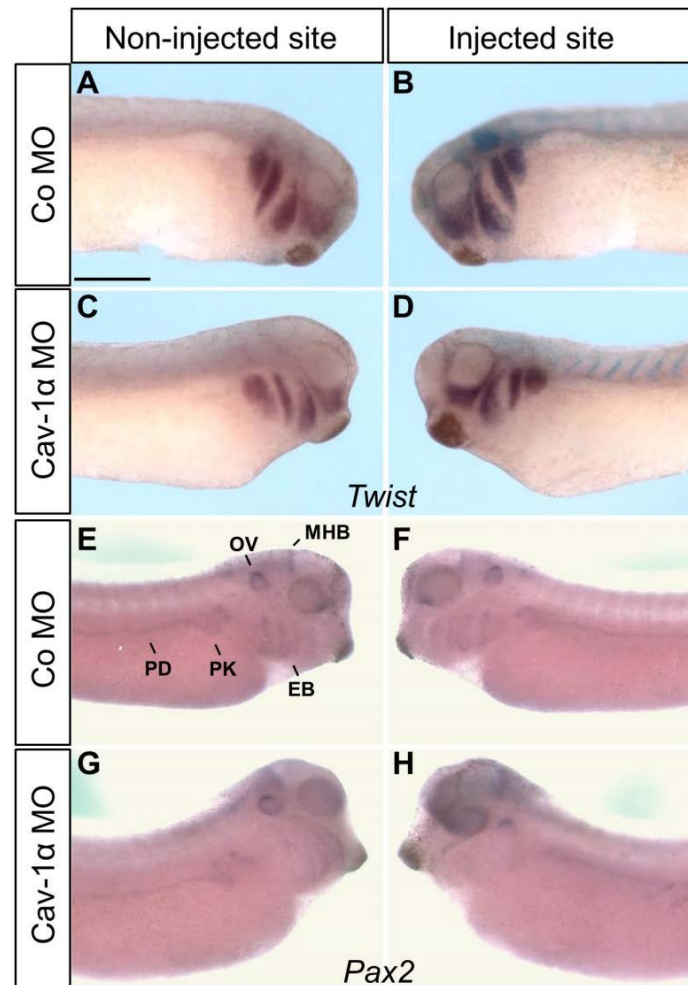 Non-injected site Injected site
Co MO
A B
Cav-1α MO
C D
Twist
Co MO
E F
OV MHB
PD PK EB
Cav-1α MO
G H
Pax2